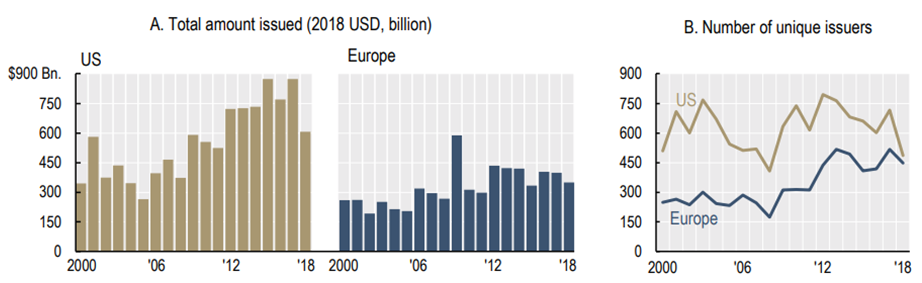 A. Total amount issued (2018 USD, billion)
US
Europe
$900 Bn.
750
600
450
300
150
0
2000 '06 '12 '18
2000 '06 '12 '18
B. Number of unique issuers
900
750
600
450
300
150
0
US
Europe
2000 '06 '12 '18